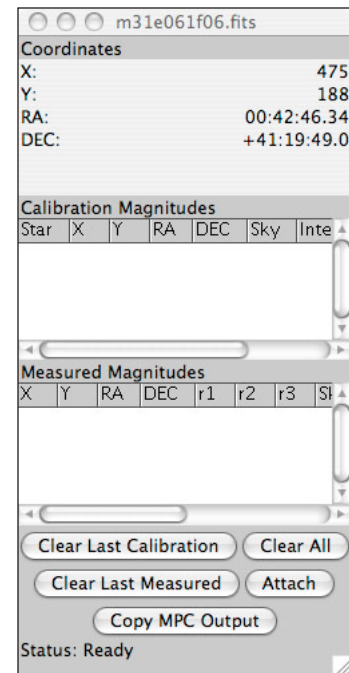 m31e061f06.fits
Coordinates
X: 475
Y: 188
RA: 00:42:46.34
DEC: +41:19:49.0
Calibration Magnitudes
Star X Y RA DEC Sky Inte
Measured Magnitudes
X Y RA DEC r1 r2 r3
Clear Last Calibration Clear All
Clear Last Measured Attach
Copy MPC Output
Status: Ready